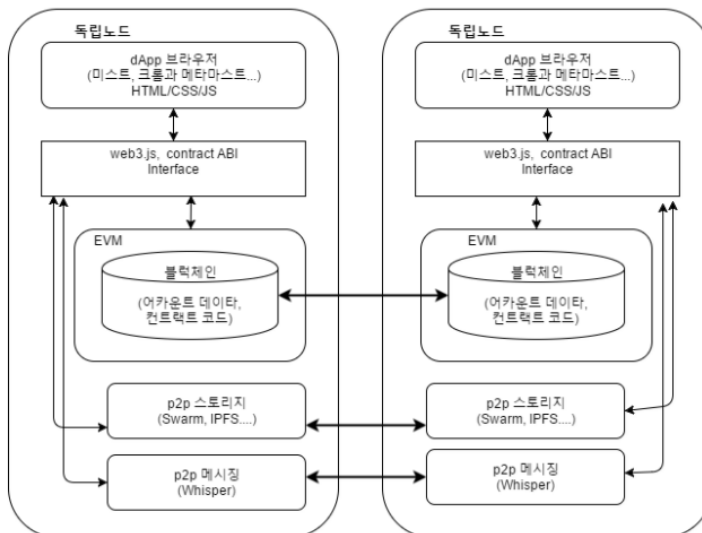 독립노드
dApp 브라우저
(미스트, 크롬과 메타마스트...)
HTML/CSS/JS
web3.js, contract ABI
Interface
EVM
블럭체인
(어카운트 데이타,
컨트랙트 코드)
p2p 스토리지
(Swarm, IPFS....)
p2p 메시징
(Whisper)
독립노드
dApp 브라우저
(미스트, 크롬과 메타마스트...)
HTML/CSS/JS
web3.js, contract ABI
Interface
EVM
블럭체인
(어카운트 데이타,
컨트랙트 코드)
p2p 스토리지
(Swarm, IPFS....)
p2p 메시징
(Whisper)